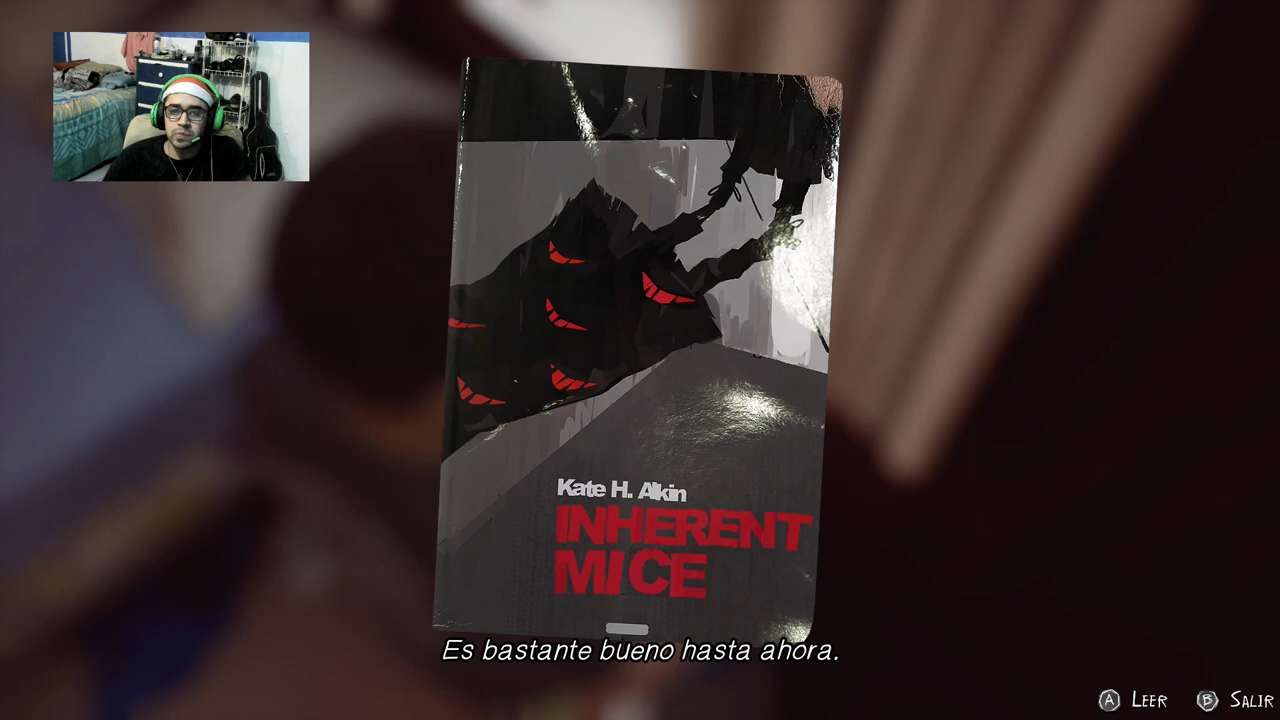 Kate H. Alkin
INHERENT
MICE
Es bastante bueno hasta ahora.
A LEER B SALIR